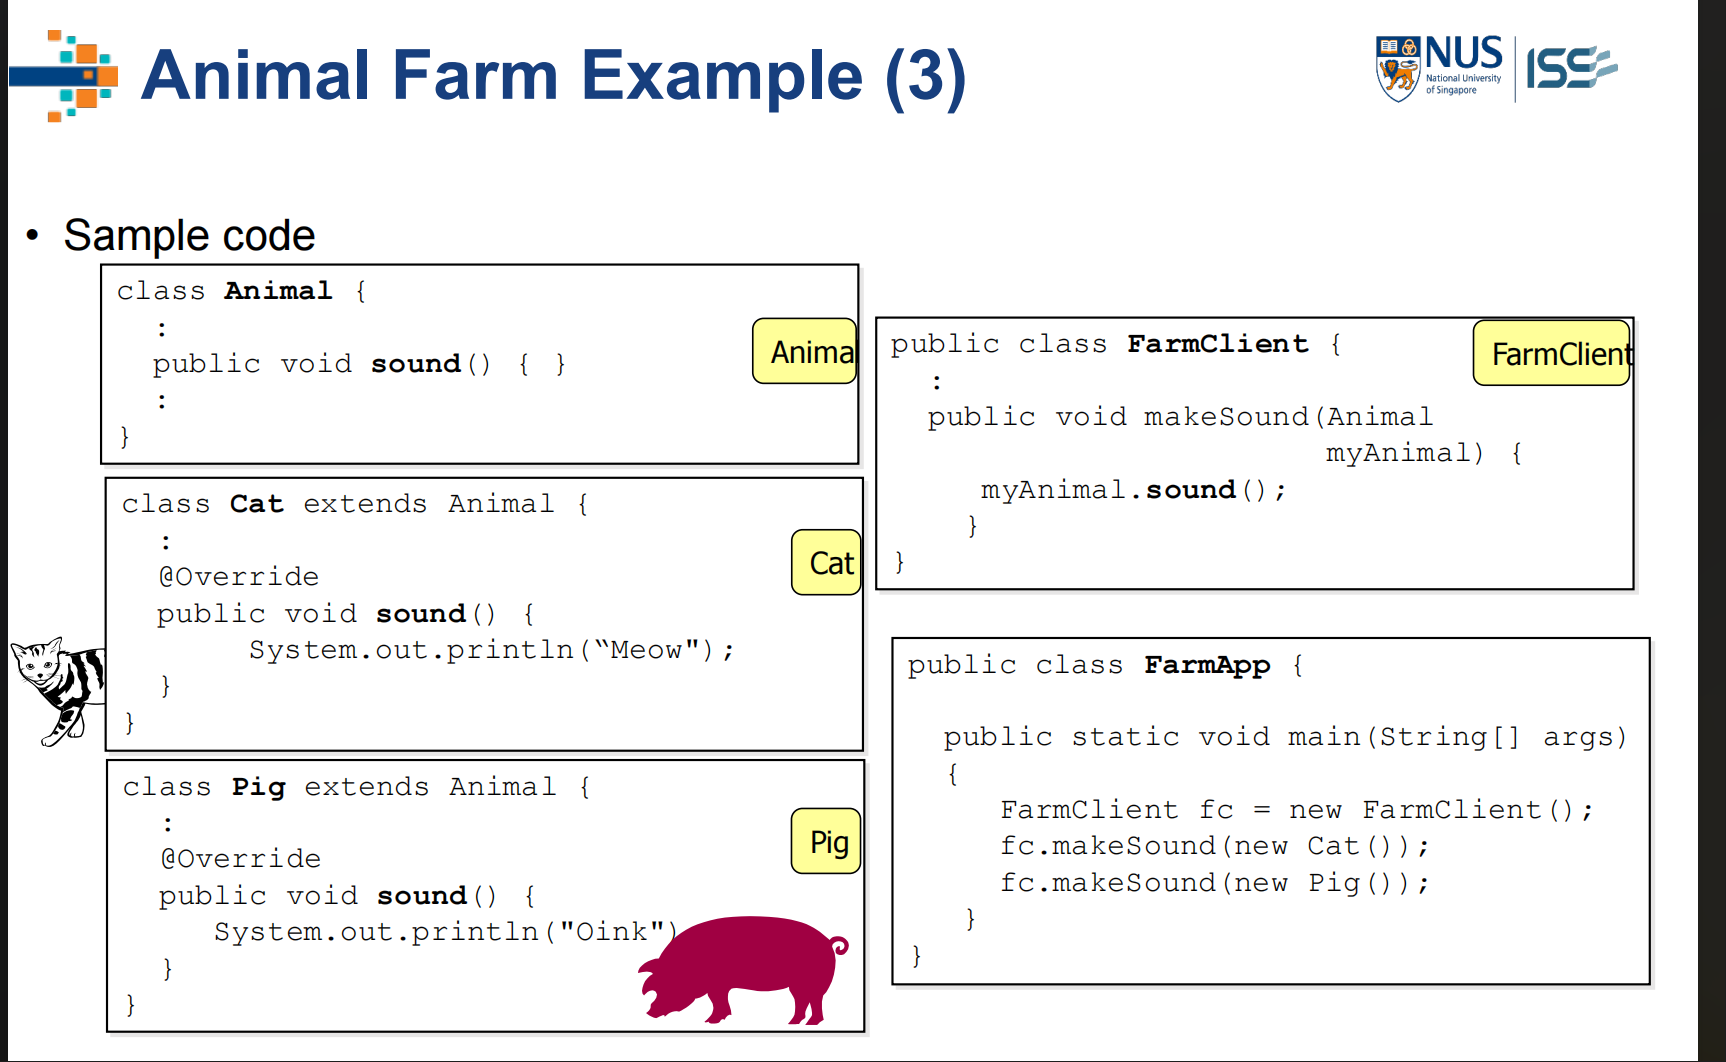 Animal Farm Example (3)
NUS
National University
of Singapore
ISS
• Sample code
class Animal {
:
public void sound() { }
:
}
Anima
class Cat extends Animal {
:
@Override
public void sound() {
System.out.println(“Meow");
}
}
Cat
class Pig extends Animal {
:
@Override
public void sound() {
System.out.println("Oink")
}
}
Pig
public class FarmClient {
:
public void makeSound(Animal
myAnimal) {
myAnimal.sound();
}
}
FarmClient
public class FarmApp {
public static void main(String[] args)
{
FarmClient fc = new FarmClient();
fc.makeSound(new Cat());
fc.makeSound(new Pig());
}
}